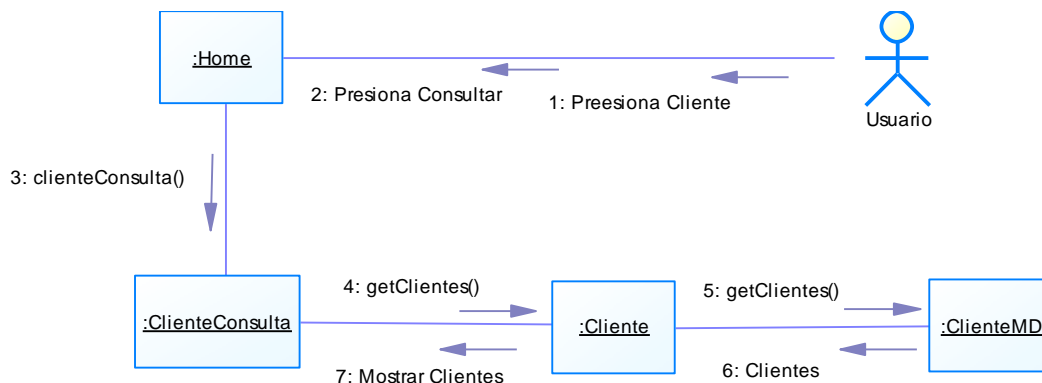 :Home
2: Presiona Consultar
1: Preesiona Cliente
Usuario
3: clienteConsulta()
:ClienteConsulta
4: getClientes()
7: Mostrar Clientes
:Cliente
5: getClientes()
6: Clientes
:ClienteMD